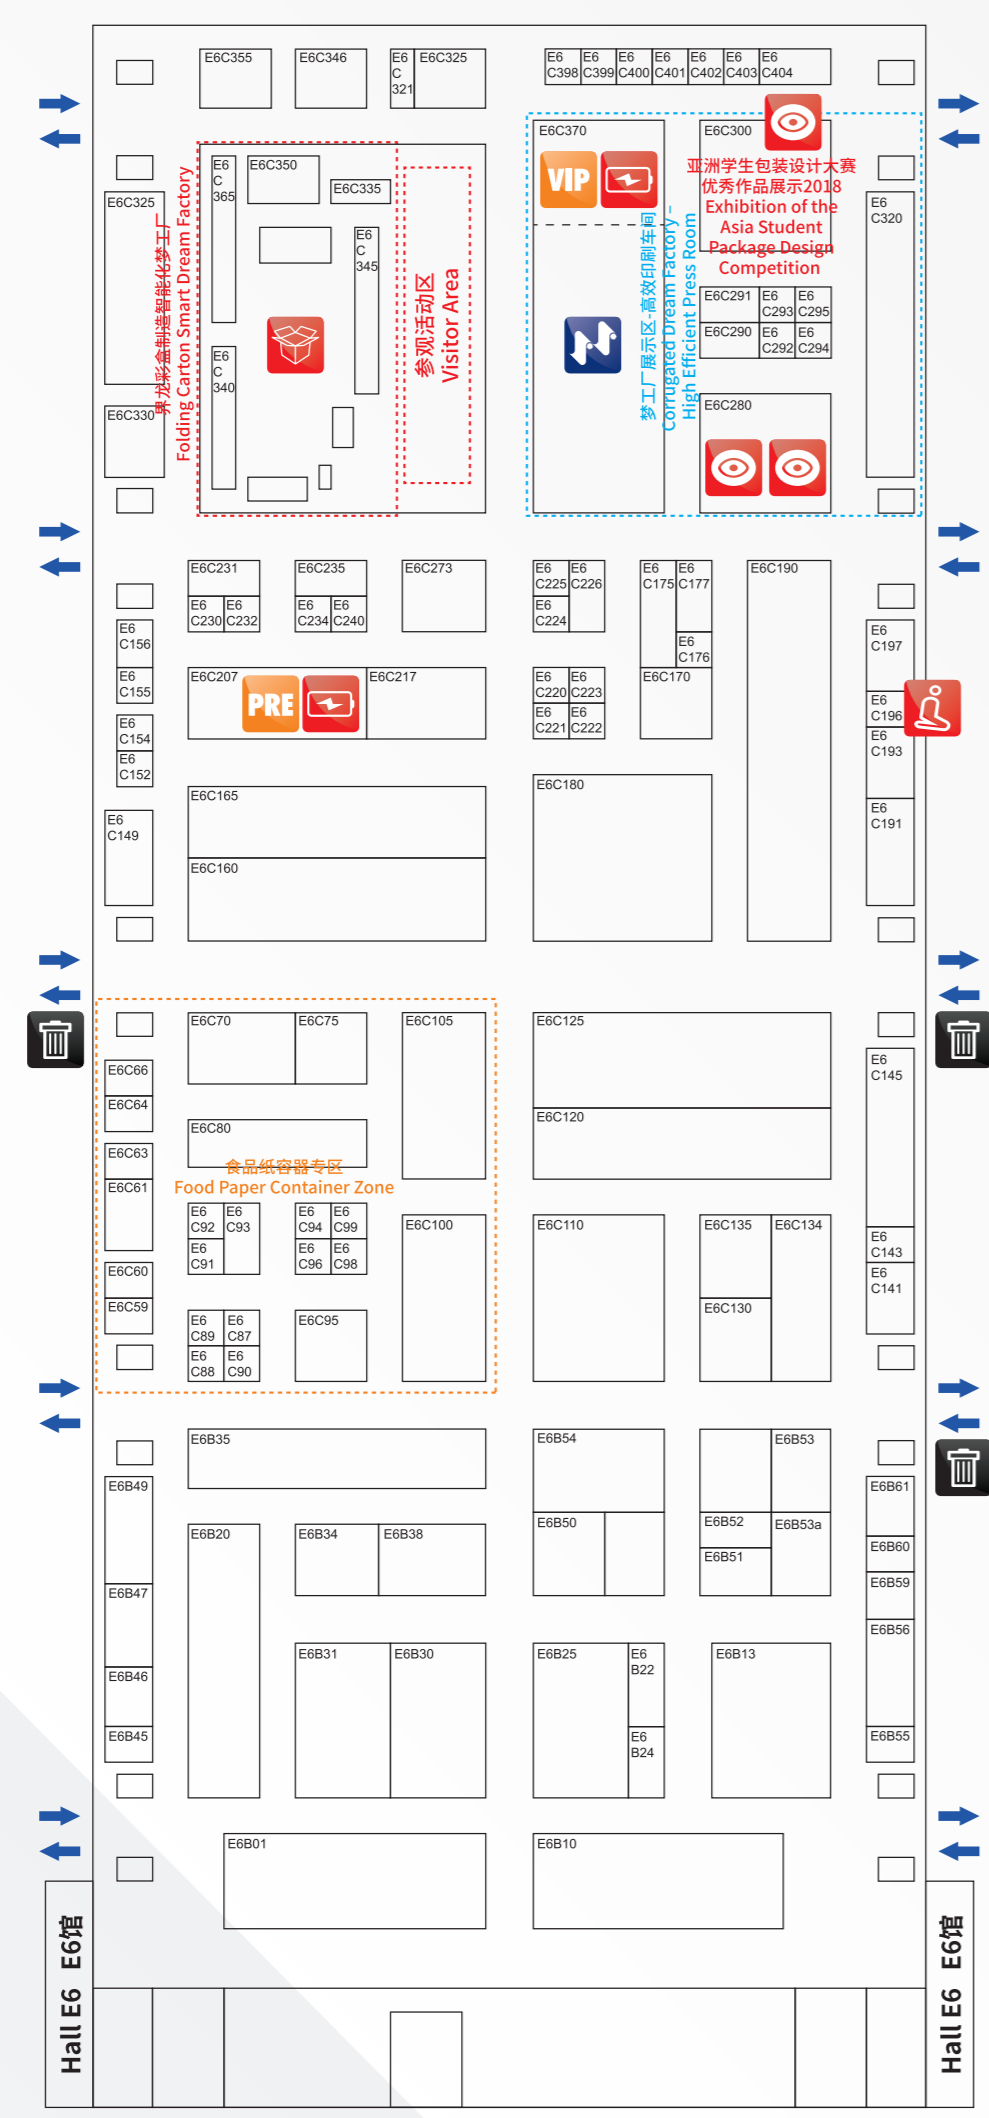 E6C355
E6C346
E6
C
321
E6C325
E6
C398
E6
C399
E6
C400
E6
C401
E6
C402
E6
C403
E6
C404
E6C325
E6C330
界龙彩盒制造智能化梦工厂
Folding Carton Smart Dream Factory
E6
C
365
E6C350
E6C335
E6
C
345
E6
C
340
参观活动区
Visitor Area
E6C370
VIP
梦工厂展示区-高效印刷车间
Corrugated Dream Factory –
High Efficient Press Room
E6C300
亚洲学生包装设计大赛
优秀作品展示2018
Exhibition of the
Asia Student
Package Design
Competition
E6C291
E6
C293
E6
C295
E6C290
E6
C292
E6
C294
E6C280
E6
C320
E6C231
E6
C230
E6
C232
E6C235
E6
C234
E6
C240
E6C273
E6
C225
E6
C226
E6
C224
E6
C175
E6
C177
E6
C176
E6C190
E6
C156
E6
C155
E6
C154
E6
C152
E6
C149
E6C207
PRE
E6C217
E6
C220
E6
C223
E6
C221
E6
C222
E6C170
E6
C197
E6
C196
E6
C193
E6
C191
E6C165
E6C160
E6C180
E6C70
E6C75
E6C105
E6C66
E6C64
E6C63
E6C61
E6C60
E6C59
E6C80
食品纸容器专区
Food Paper Container Zone
E6
C92
E6
C93
E6
C91
E6
C94
E6
C99
E6
C96
E6
C98
E6C100
E6
C89
E6
C87
E6
C88
E6
C90
E6C95
E6C125
E6C120
E6C110
E6C135
E6C134
E6C130
E6
C145
E6
C143
E6
C141
E6B35
E6B54
E6B53
E6B49
E6B47
E6B46
E6B45
E6B20
E6B34
E6B38
E6B50
E6B52
E6B51
E6B53a
E6B61
E6B60
E6B59
E6B56
E6B55
E6B31
E6B30
E6B25
E6
B22
E6
B24
E6B13
E6B01
E6B10
Hall E6 E6馆
Hall E6 E6馆